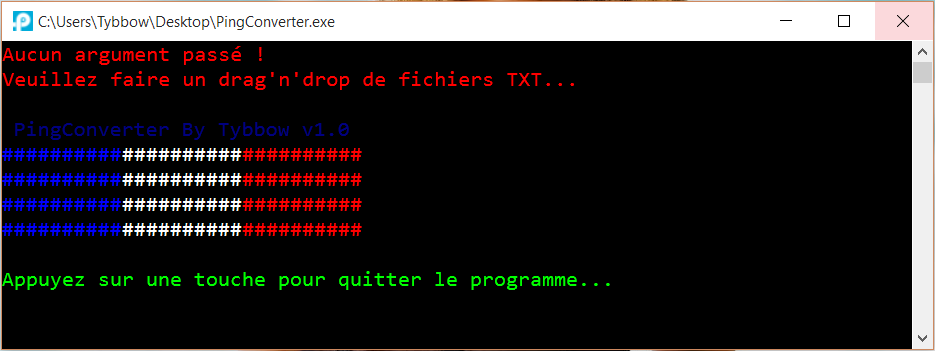 C:\Users\Tybbow\Desktop\PingConverter.exe
Aucun argument passé !
Veuillez faire un drag'n'drop de fichiers TXT...
PingConverter By Tybbow v1.0
##############################
##############################
##############################
##############################
Appuyez sur une touche pour quitter le programme...